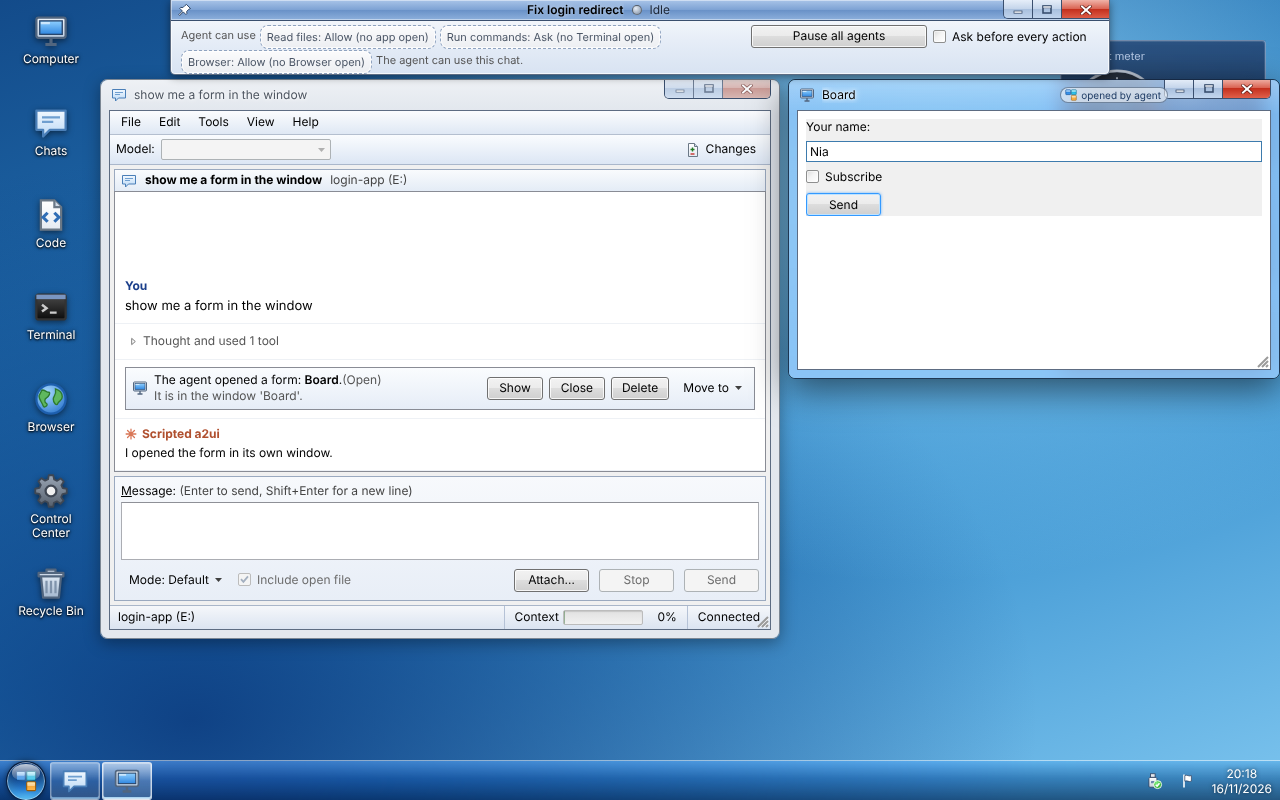 Computer
Chats
Code
Terminal
Browser
Control
Center
Recycle Bin
Fix login redirect Idle
Agent can use Read files: Allow (no app open) Run commands: Ask (no Terminal open)
Browser: Allow (no Browser open) The agent can use this chat.
Pause all agents Ask before every action
meter
show me a form in the window
File Edit Tools View Help
Model: Changes
show me a form in the window login-app (E:)
You
show me a form in the window
Thought and used 1 tool
The agent opened a form: Board.(Open)
It is in the window 'Board'.
Show Close Delete Move to
Scripted a2ui
I opened the form in its own window.
Message: (Enter to send, Shift+Enter for a new line)
Mode: Default Include open file Attach... Stop Send
login-app (E:) Context 0% Connected
Board opened by agent
Your name:
Nia
Subscribe
Send
20:18
16/11/2026